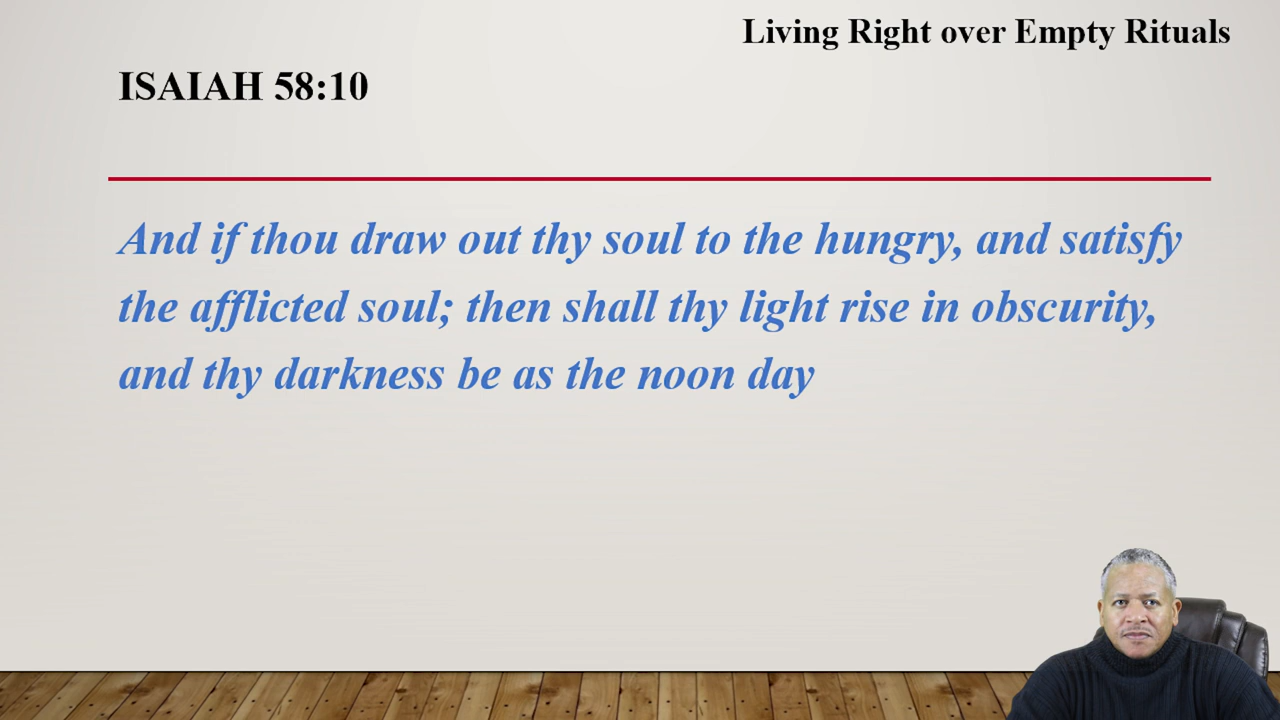 Living Right over Empty Rituals
ISAIAH 58:10
And if thou draw out thy soul to the hungry, and satisfy
the afflicted soul; then shall thy light rise in obscurity,
and thy darkness be as the noon day